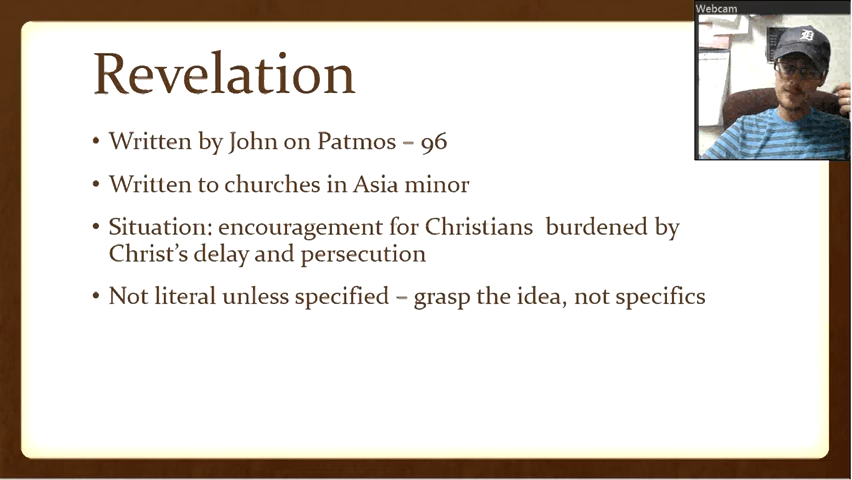 Webcam
Revelation
• Written by John on Patmos – 96
• Written to churches in Asia minor
• Situation: encouragement for Christians  burdened by
Christ's delay and persecution
• Not literal unless specified – grasp the idea, not specifics